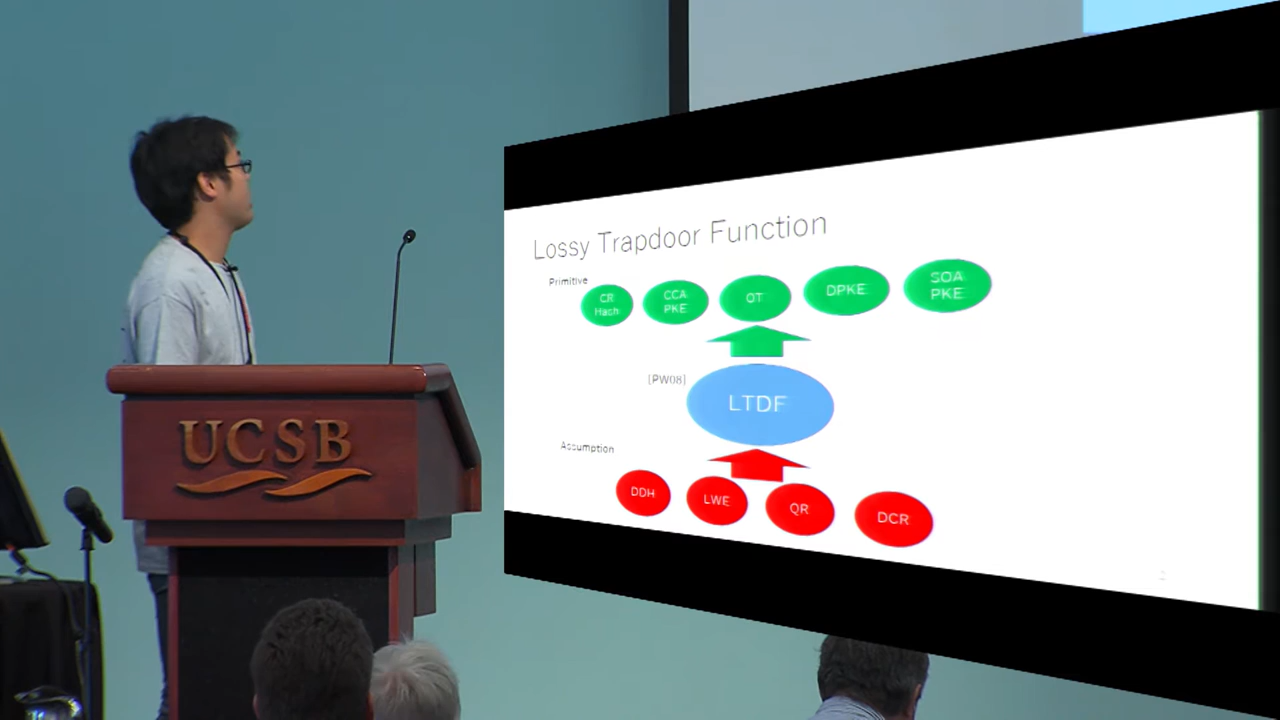 UCSB
Lossy Trapdoor Function
Primitive
CR
Hash
CCA
PKE
OT
DPKE
SOA
PKE
[PW08]
LTDF
Assumption
DDH
LWE
QR
DCR